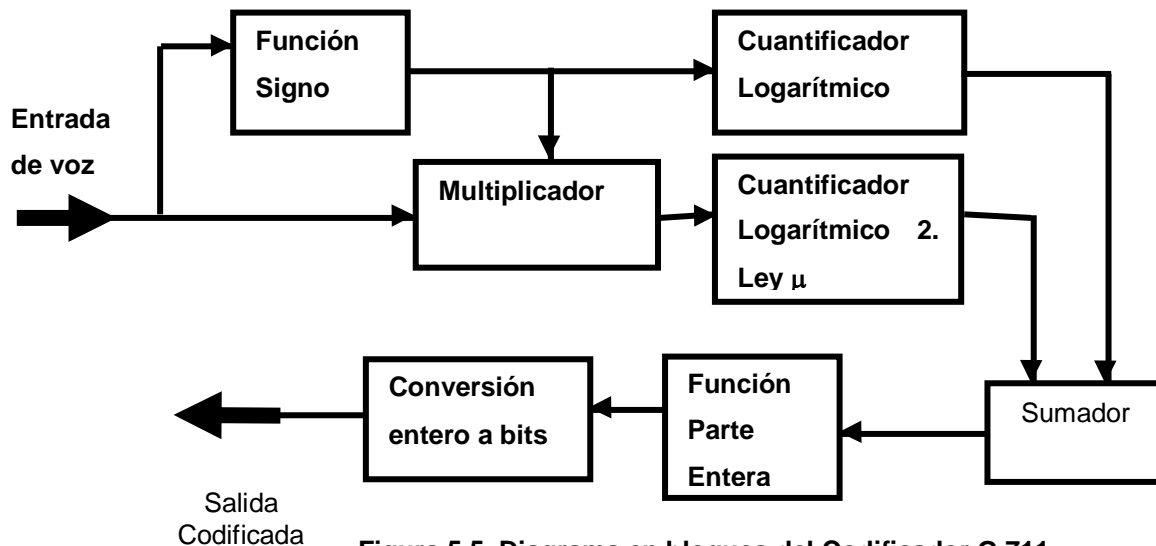 Función
Signo
Cuantificador
Logarítmico
Entrada
de voz
Multiplicador
Cuantificador
Logarítmico 2.
Ley μ
Conversión
entero a bits
Función
Parte
Entera
Sumador
Salida
Codificada
Figura 5.5. Diagrama en bloques del Codificador G.711